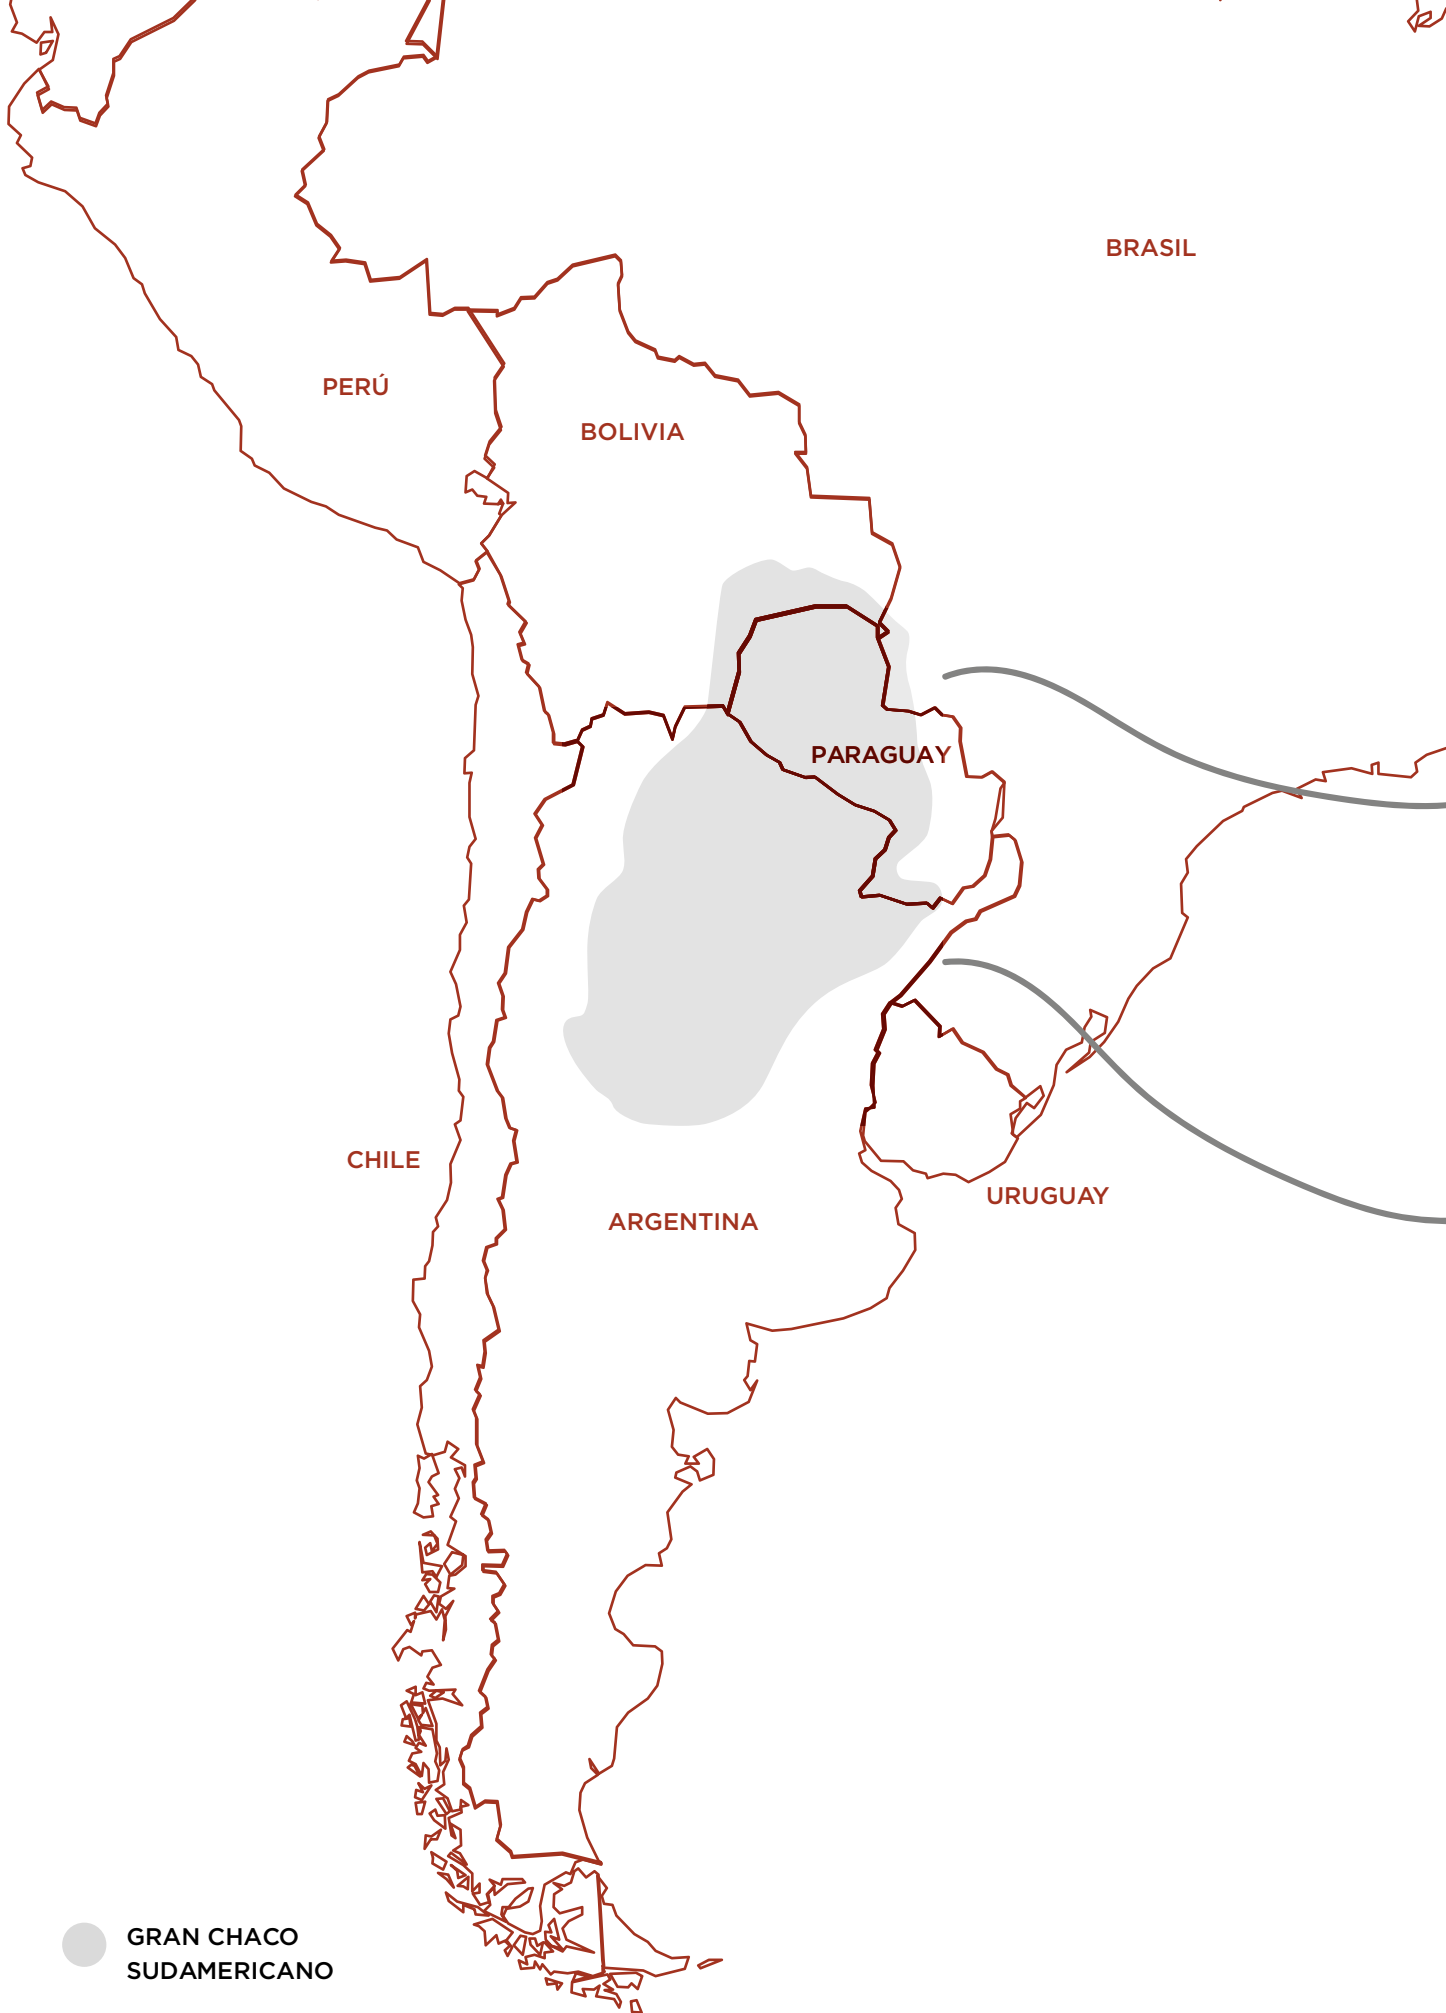 BRASIL
PERÚ
BOLIVIA
PARAGUAY
CHILE
URUGUAY
ARGENTINA
GRAN CHACO
SUDAMERICANO